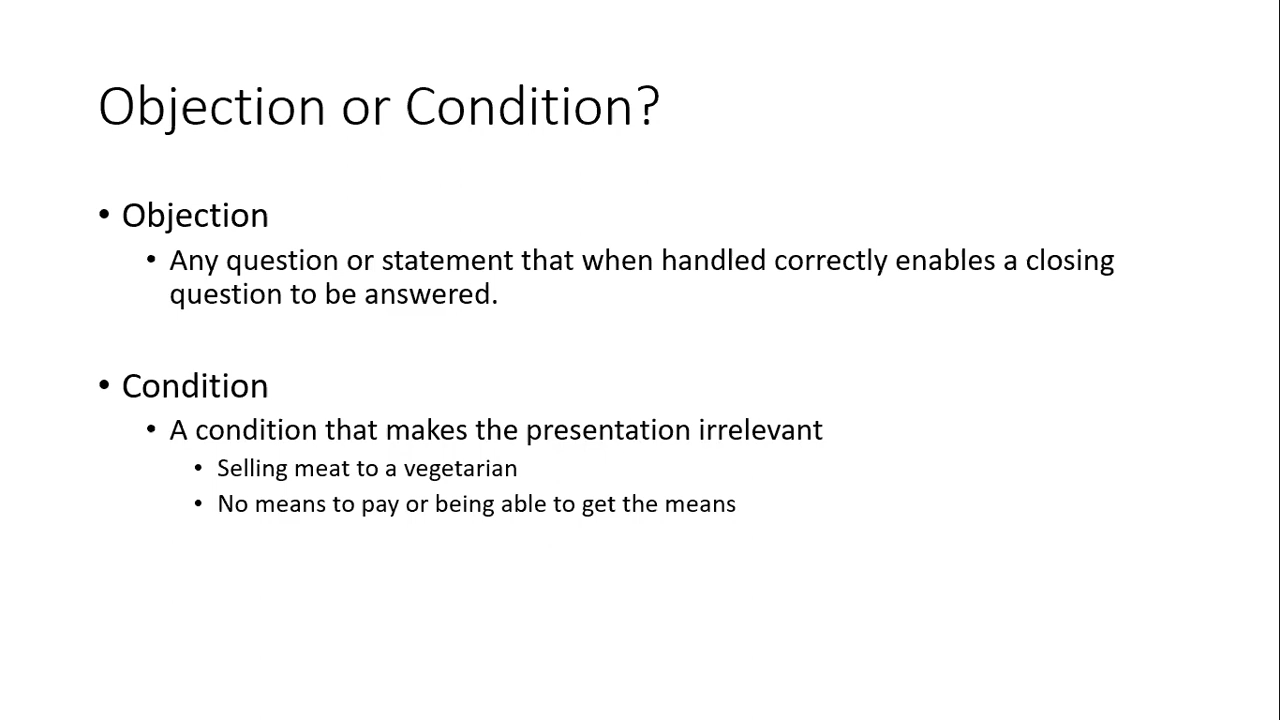 Objection or Condition?
• Objection
• Any question or statement that when handled correctly enables a closing
question to be answered.
• Condition
• A condition that makes the presentation irrelevant
• Selling meat to a vegetarian
• No means to pay or being able to get the means